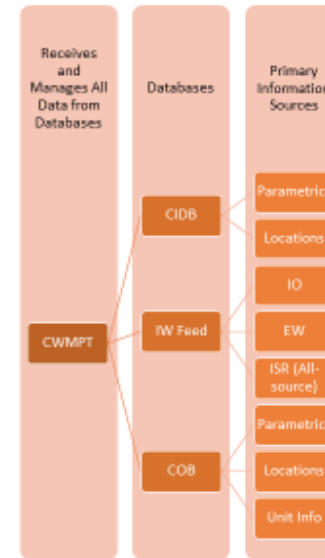 Receives
and
Manages All
Data from
Databases
Databases
Primary
Information
Sources
CWMPT
CIDB
IW Feed
COB
Parametric
Locations
IO
EW
ISR (All-
source)
Parametric
Locations
Unit Info